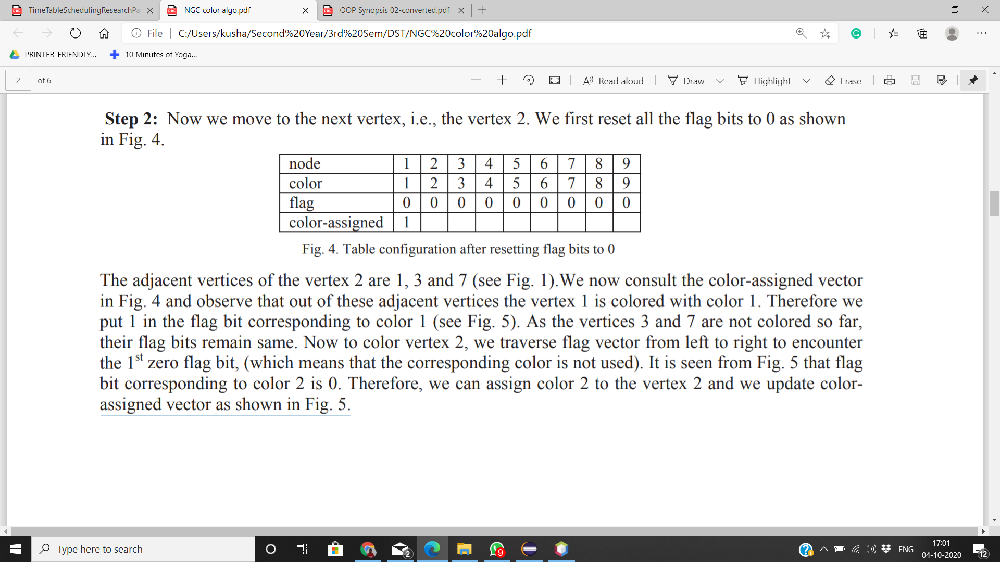 TimeTableSchedulingResearchPa
NGC color algo.pdf
OOP Synopsis 02-converted.pdf
File C:/Users/kusha/Second%20Year/3rd%20Sem/DST/NGC%20color%20algo.pdf
PRINTER-FRIENDLY...
10 Minutes of Yoga...
2 of 6
Read aloud
Draw
Highlight
Erase
Step 2: Now we move to the next vertex, i.e., the vertex 2. We first reset all the flag bits to 0 as shown
in Fig. 4.
node 1 2 3 4 5 6 7 8 9
color 1 2 3 4 5 6 7 8 9
flag 0 0 0 0 0 0 0 0 0
color-assigned 1
Fig. 4. Table configuration after resetting flag bits to 0
The adjacent vertices of the vertex 2 are 1, 3 and 7 (see Fig. 1).We now consult the color-assigned vector
in Fig. 4 and observe that out of these adjacent vertices the vertex 1 is colored with color 1. Therefore we
put 1 in the flag bit corresponding to color 1 (see Fig. 5). As the vertices 3 and 7 are not colored so far,
their flag bits remain same. Now to color vertex 2, we traverse flag vector from left to right to encounter
the 1st zero flag bit, (which means that the corresponding color is not used). It is seen from Fig. 5 that flag
bit corresponding to color 2 is 0. Therefore, we can assign color 2 to the vertex 2 and we update color-
assigned vector as shown in Fig. 5.
Type here to search
2
9
ENG
17:01
04-10-2020
12